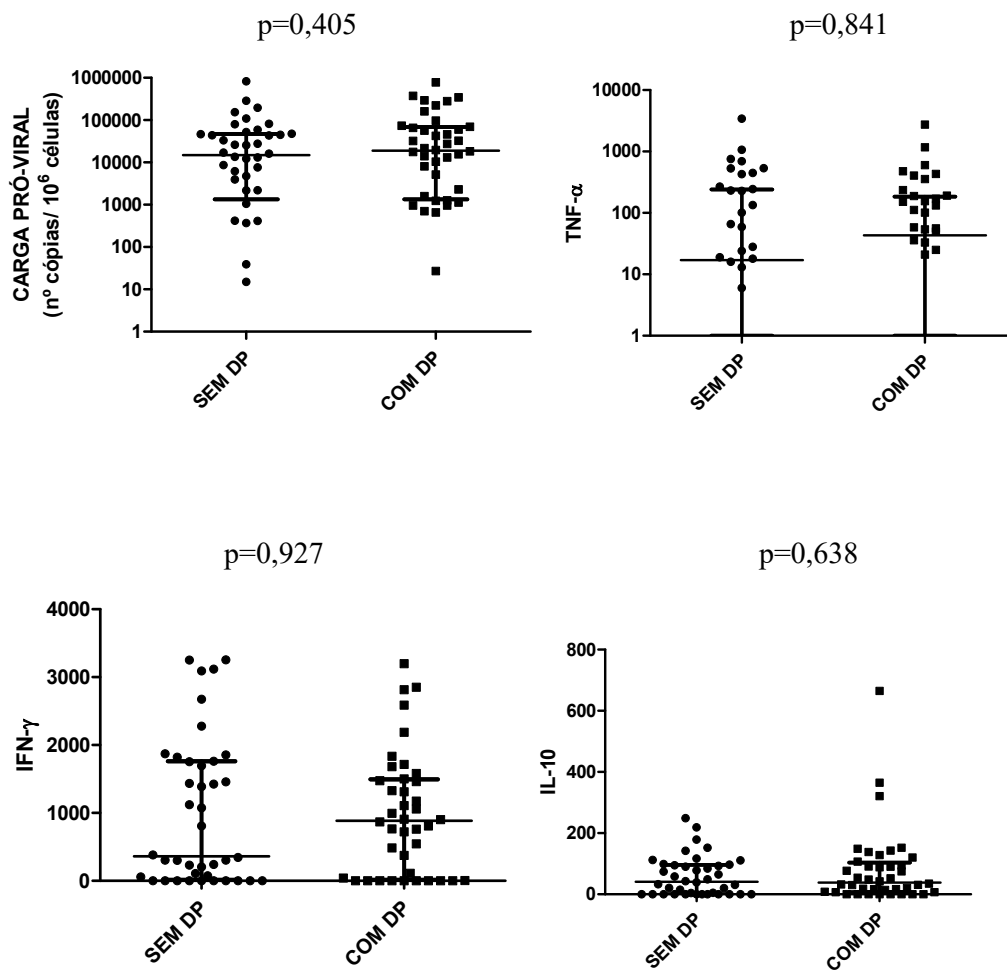 p=0,405
CARGA PRÓ-VIRAL
(nº cópias/ 10⁶ células)
1000000
100000
10000
1000
100
10
1
SEM DP
COM DP
p=0,841
TNF-α
10000
1000
100
10
1
SEM DP
COM DP
p=0,927
IFN-γ
4000
3000
2000
1000
0
SEM DP
COM DP
p=0,638
IL-10
800
600
400
200
0
SEM DP
COM DP